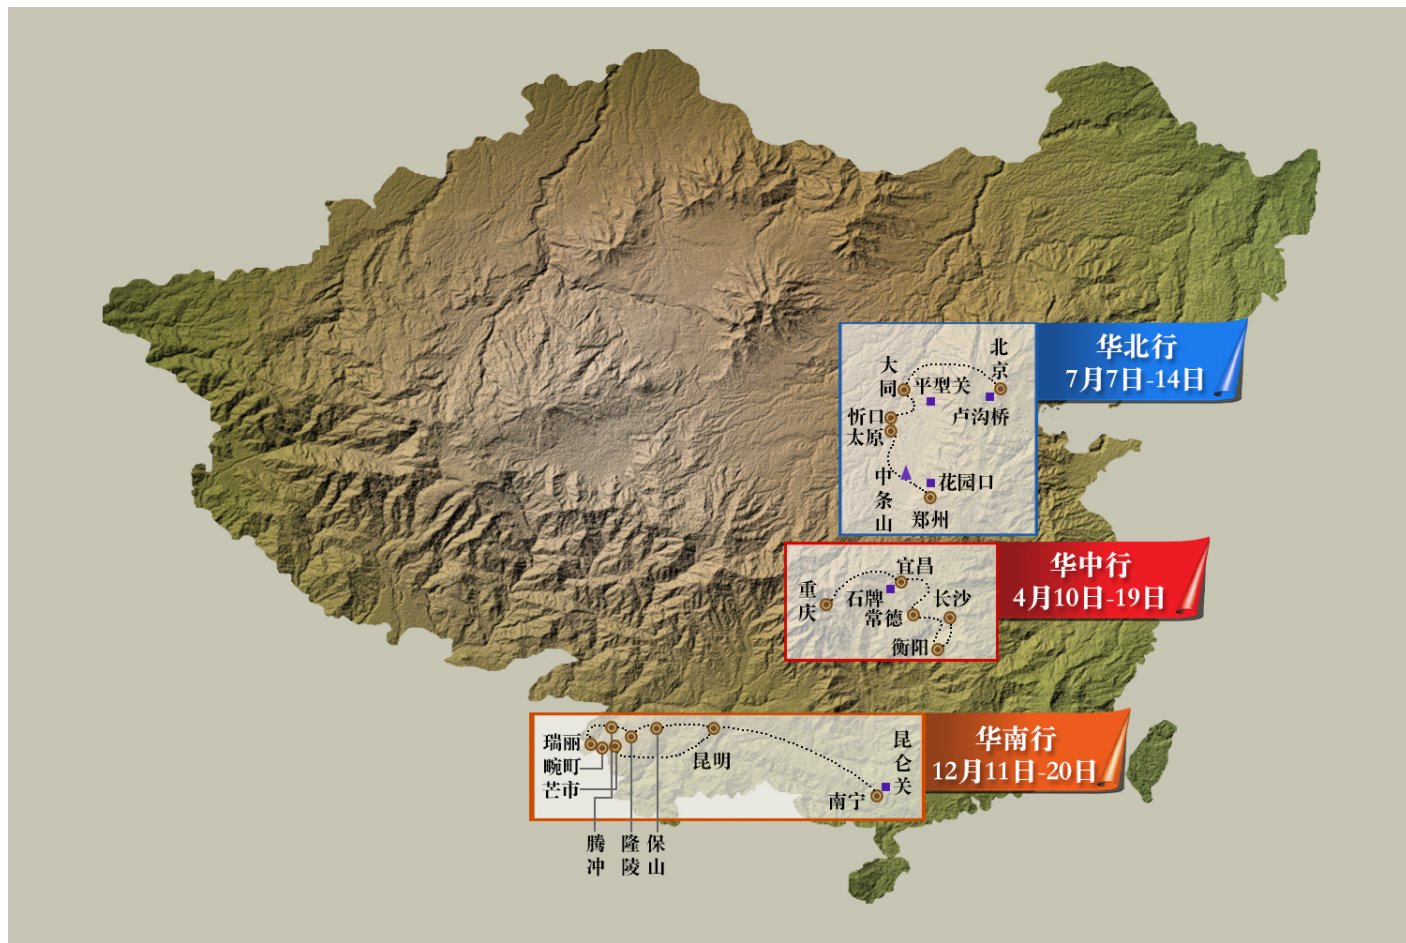 华北行
7月7日-14日
北京
大同
平型关
卢沟桥
忻口
太原
中条山
花园口
郑州
华中行
4月10日-19日
宜昌
重庆
石牌
长沙
常德
衡阳
华南行
12月11日-20日
瑞丽
畹町
芒市
昆明
昆仑关
南宁
腾冲
隆陵
保山